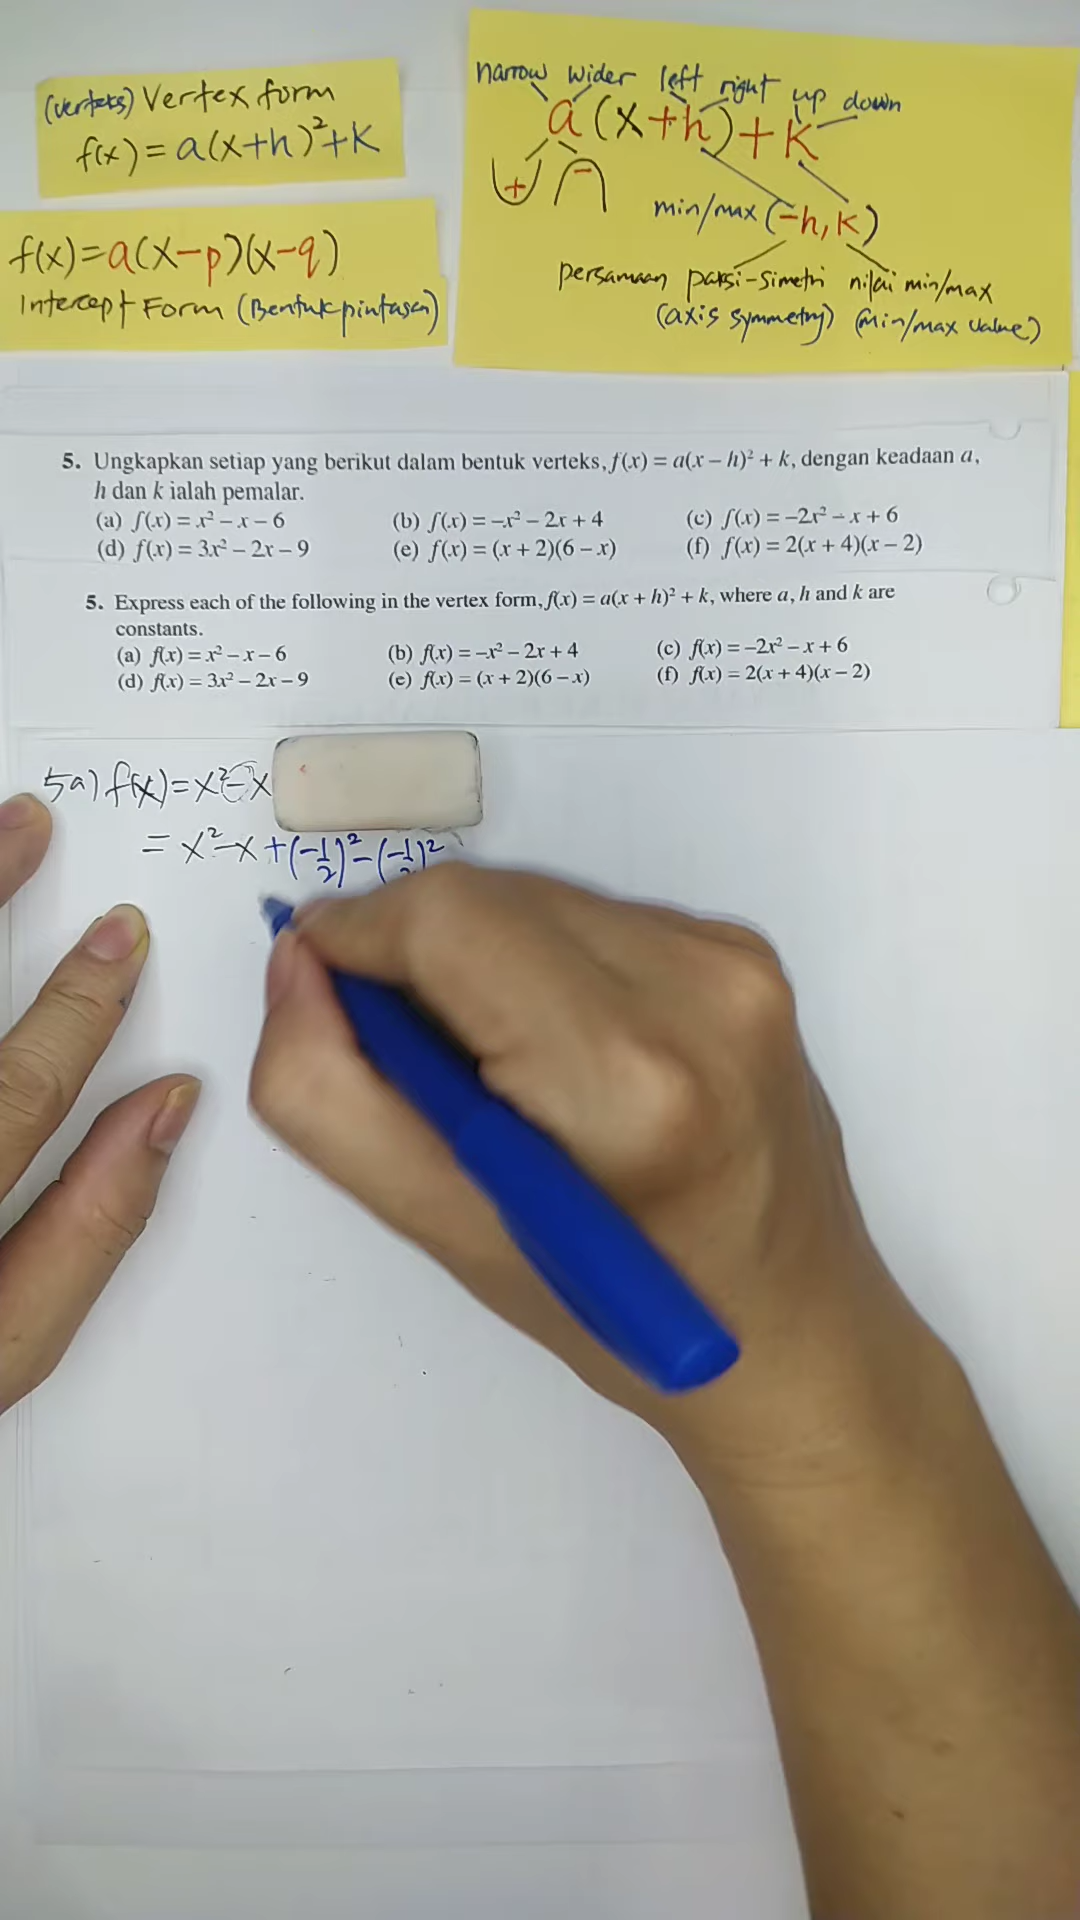 (verteks) Vertex form
f(x) = a(x+h)²+k
f(x)=a(x-p)(x-q)
Intercept Form (Bentuk pintasan)
narrow wider left right up down
a(x+h)+k
+ -
min/max (-h, k)
persamaan paksi-simetri nilai min/max
(axis symmetry) (min/max value)
5. Ungkapkan setiap yang berikut dalam bentuk verteks, f(x) = a(x – h)² + k, dengan keadaan a,
h dan k ialah pemalar.
(a) f(x) = x² – x – 6 (b) f(x) = –x² – 2x + 4 (c) f(x) = –2x² – x + 6
(d) f(x) = 3x² – 2x – 9 (e) f(x) = (x + 2)(6 – x) (f) f(x) = 2(x + 4)(x – 2)
5. Express each of the following in the vertex form, f(x) = a(x + h)² + k, where a, h and k are
constants.
(a) f(x) = x² – x – 6 (b) f(x) = –x² – 2x + 4 (c) f(x) = –2x² – x + 6
(d) f(x) = 3x² – 2x – 9 (e) f(x) = (x + 2)(6 – x) (f) f(x) = 2(x + 4)(x – 2)
5a) f(x) = x² - x
= x² - x + (-1/2)² - (-1/2)²